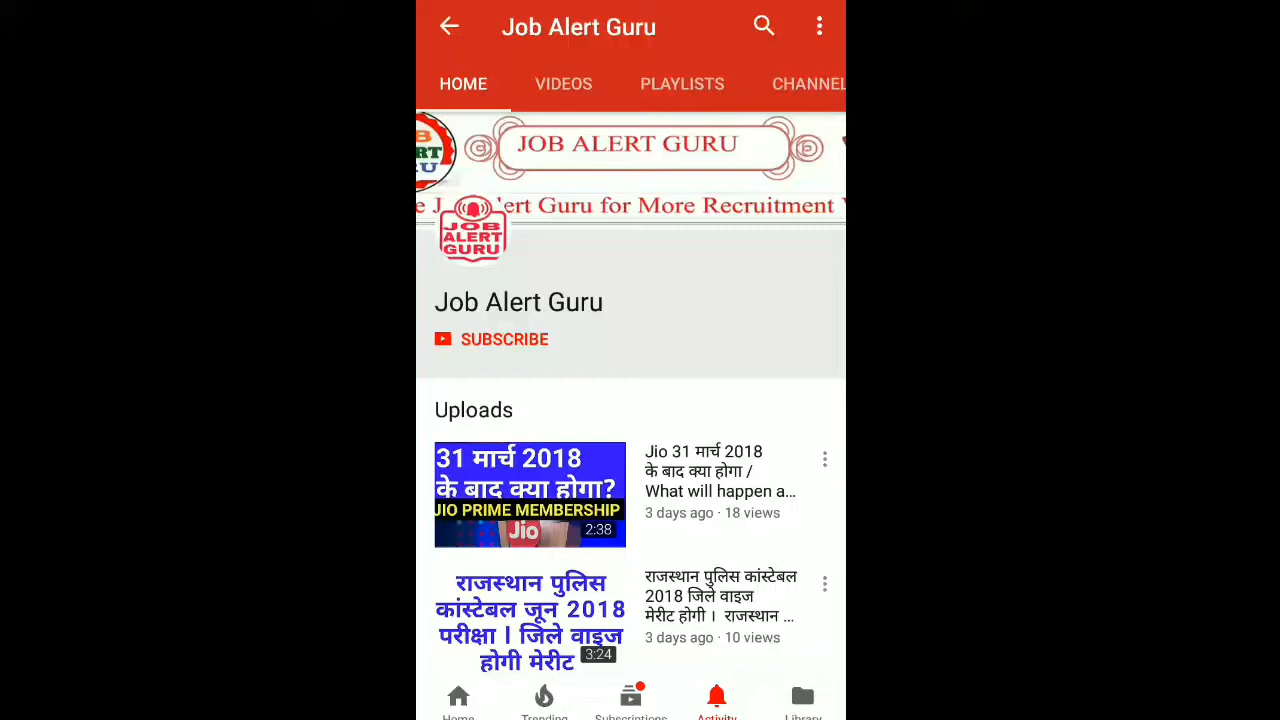 Job Alert Guru
HOME VIDEOS PLAYLISTS CHANNEL
JOB ALERT GURU
ert Guru for More Recruitment
JOB
ALERT
GURU
Job Alert Guru
SUBSCRIBE
Uploads
31 मार्च 2018
के बाद क्या होगा?
JIO PRIME MEMBERSHIP
Jio
2:38
Jio 31 मार्च 2018
के बाद क्या होगा /
What will happen a...
3 days ago · 18 views
राजस्थान पुलिस
कांस्टेबल जून 2018
परीक्षा । जिले वाइज
होगी मेरीट
3:24
राजस्थान पुलिस कांस्टेबल
2018 जिले वाइज
मेरीट होगी । राजस्थान ...
3 days ago · 10 views
Home Trending Subscriptions Activity Library